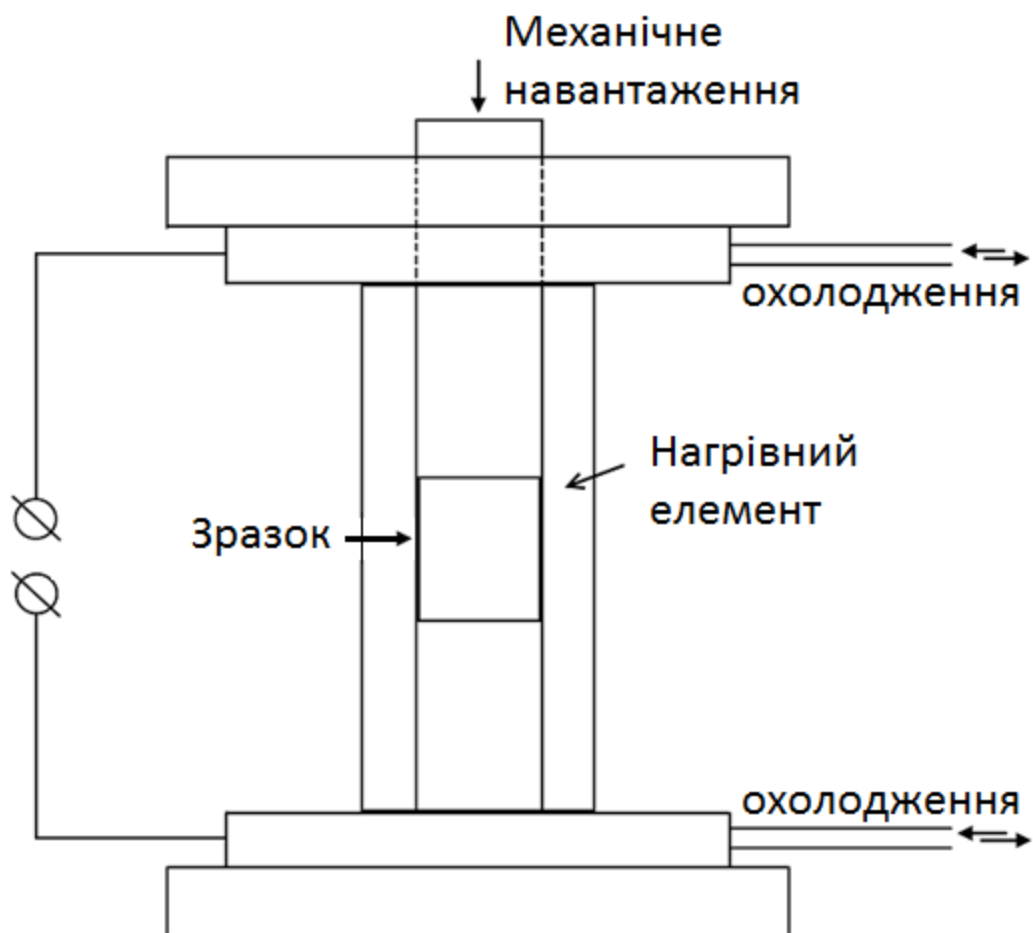 Механічне
навантаження
охолодження
Нагрівний
елемент
Зразок
охолодження